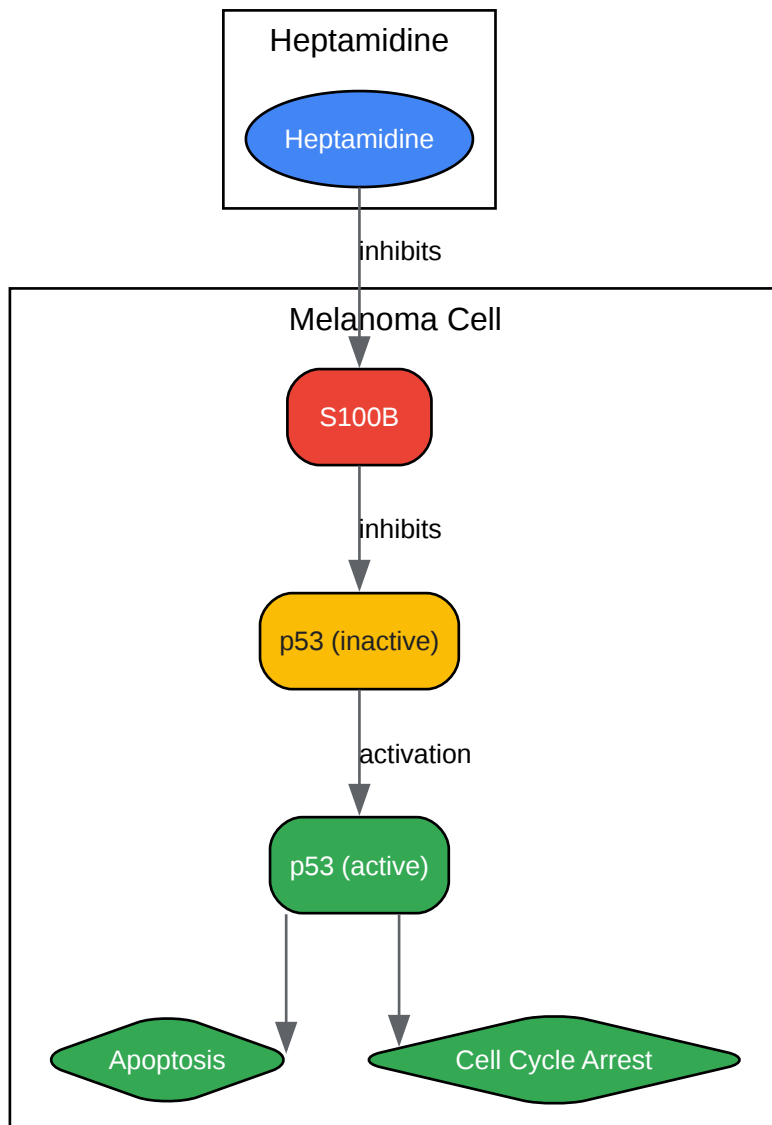 Heptamidine
Heptamidine
inhibits
Melanoma Cell
S100B
inhibits
p53 (inactive)
activation
p53 (active)
Apoptosis
Cell Cycle Arrest